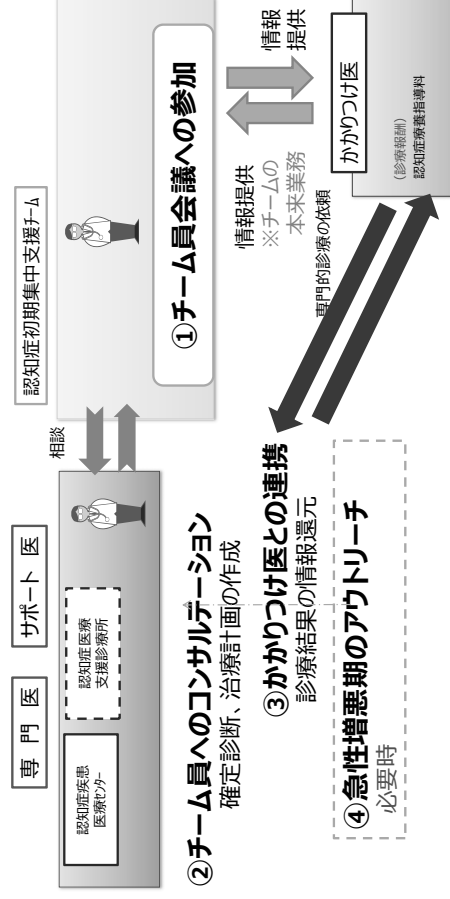 専門医
サポート医
認知症初期集中支援チーム
認知症疾患
医療センター
認知症医療
支援診療所
相談
①チーム員会議への参加
情報
提供
②チーム員へのコンサルテーション
確定診断、治療計画の作成
情報提供
※チームの
本来業務
③かかりつけ医との連携
診療結果の情報還元
専門的診療の依頼
かかりつけ医
④急性増悪期のアウトリーチ
必要時
（診療報酬）
認知症療養指導料